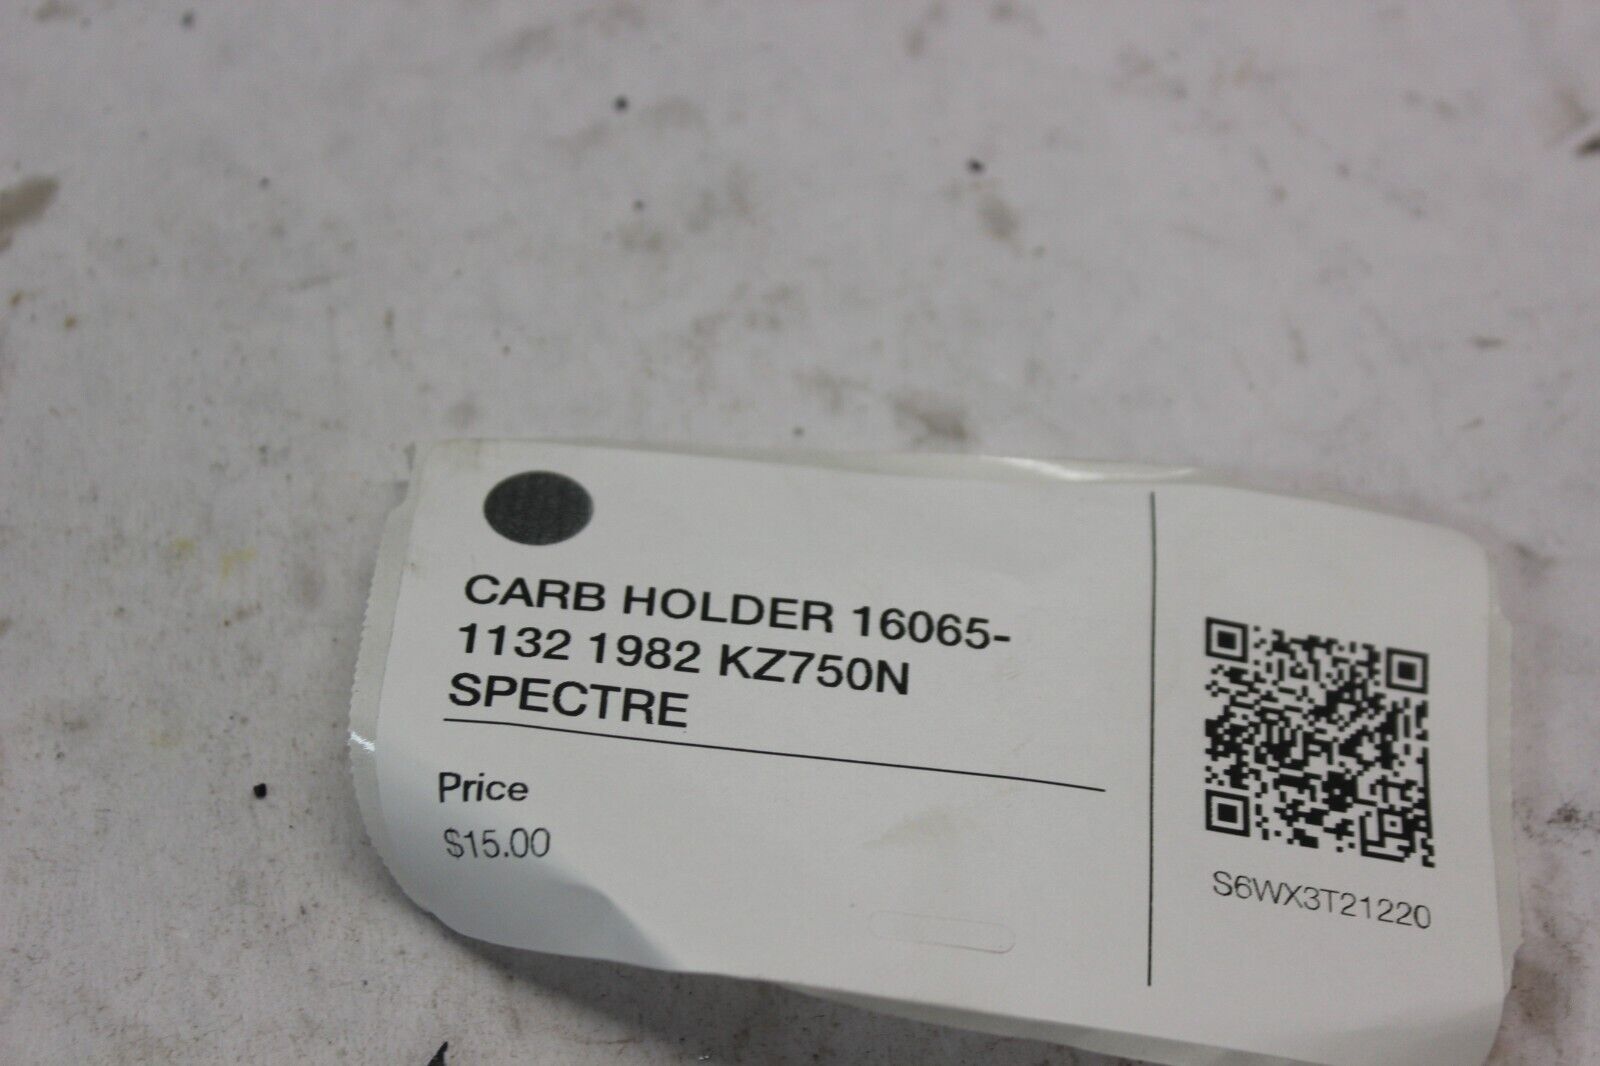 CARB HOLDER 16065-
1132 1982 KZ750N
SPECTRE
Price
$15.00
S6WX3T21220